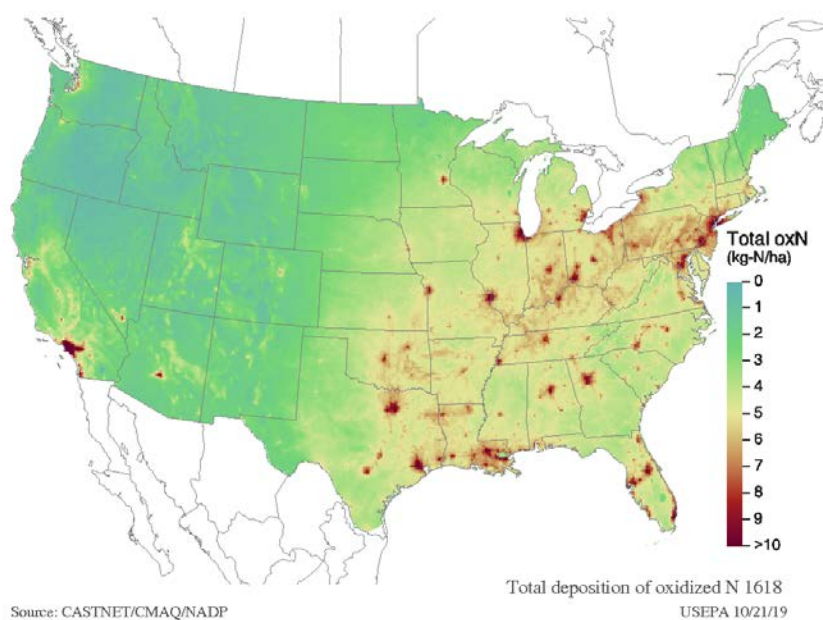 Total oxN
(kg-N/ha)
0
1
2
3
4
5
6
7
8
9
>10
Total deposition of oxidized N 1618
Source: CASTNET/CMAQ/NADP
USEPA 10/21/19